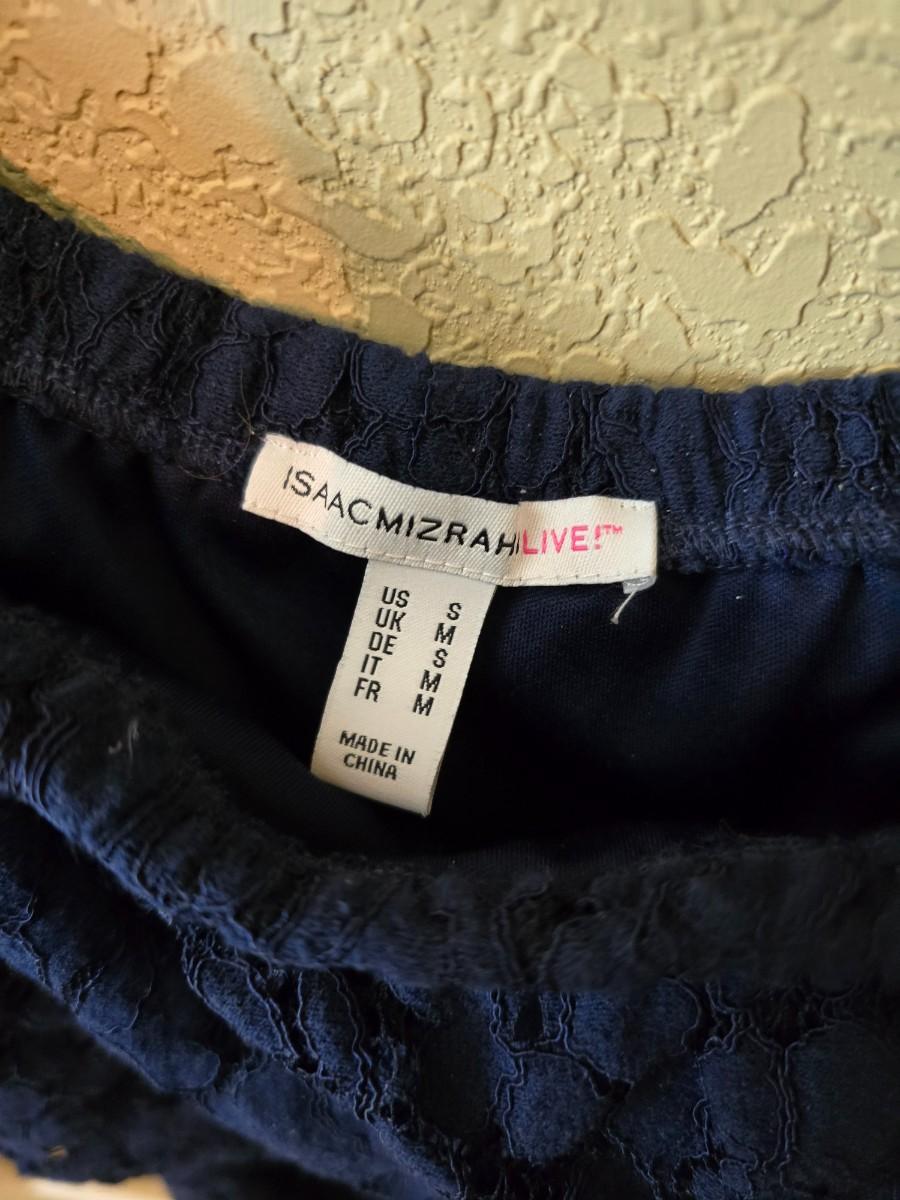 ISAACMIZRAHILIVE!™
US S
UK M
DE S
IT M
FR M
MADE IN
CHINA